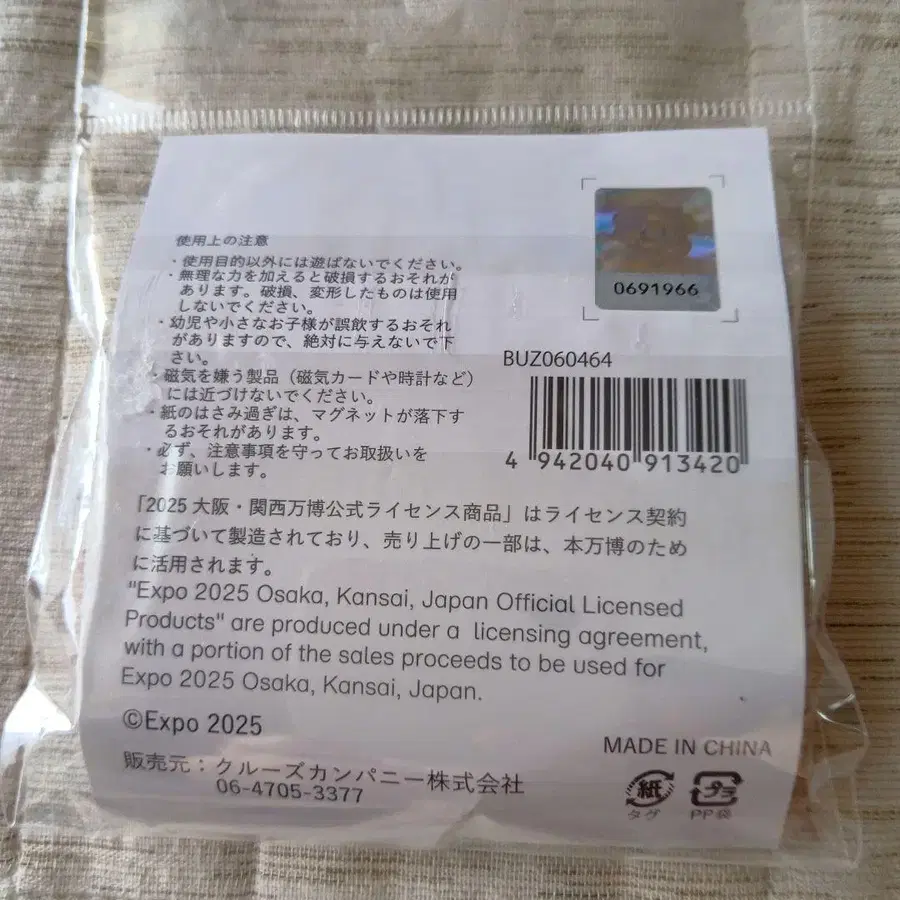 使用上の注意
・使用目的以外には遊ばないでください。
・無理な力を加えると破損するおそれが
あります。破損、変形したものは使用
しないでください。
・幼児や小さなお子様が誤飲するおそれ
がありますので、絶対に与えないで下
さい。
・磁気を嫌う製品（磁気カードや時計など）
には近づけないでください。
・紙のはさみ過ぎは、マグネットが落下す
るおそれがあります。
・必ず、注意事項を守ってお取扱いを
お願いします。
0691966
BUZ060464
4 942040 913420
「2025 大阪・関西万博公式ライセンス商品」はライセンス契約
に基づいて製造されており、売り上げの一部は、本万博のため
に活用されます。
"Expo 2025 Osaka, Kansai, Japan Official Licensed
Products" are produced under a licensing agreement,
with a portion of the sales proceeds to be used for
Expo 2025 Osaka, Kansai, Japan.
©Expo 2025
MADE IN CHINA
販売元：クルーズカンパニー株式会社
06-4705-3377
紙
タグ
プラ
PP袋